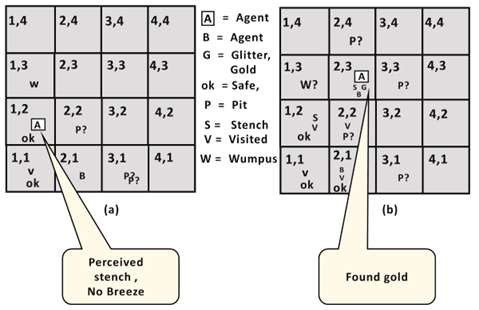 1,4 2,4 3,4 4,4
1,3 2,3 3,3 4,3
w
1,2 2,2 3,2 4,2
A P?
ok
1,1 2,1 3,1 4,1
v B P?
ok P?
(a)
Perceived
stench ,
No Breeze
A = Agent
B = Agent
G = Glitter,
Gold
ok = Safe,
P = Pit
S = Stench
V = Visited
W = Wumpus
1,4 2,4 3,4 4,4
P?
1,3 2,3 3,3 4,3
A
W? S G P?
B
1,2 2,2 3,2 4,2
S
V V
ok P?
1,1 2,1 3,1 4,1
B
v V P?
ok ok
(b)
Found gold